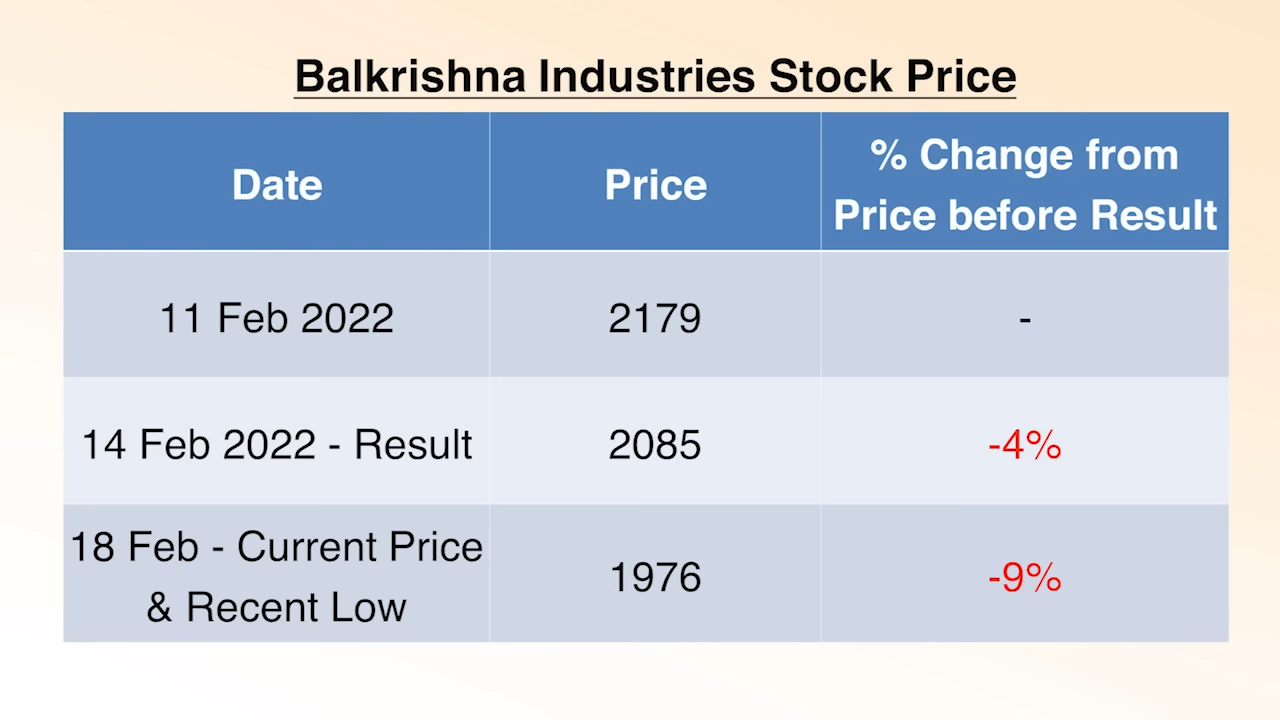 Balkrishna Industries Stock Price
Date
Price
% Change from
Price before Result
11 Feb 2022
2179
-
14 Feb 2022 - Result
2085
-4%
18 Feb - Current Price
& Recent Low
1976
-9%